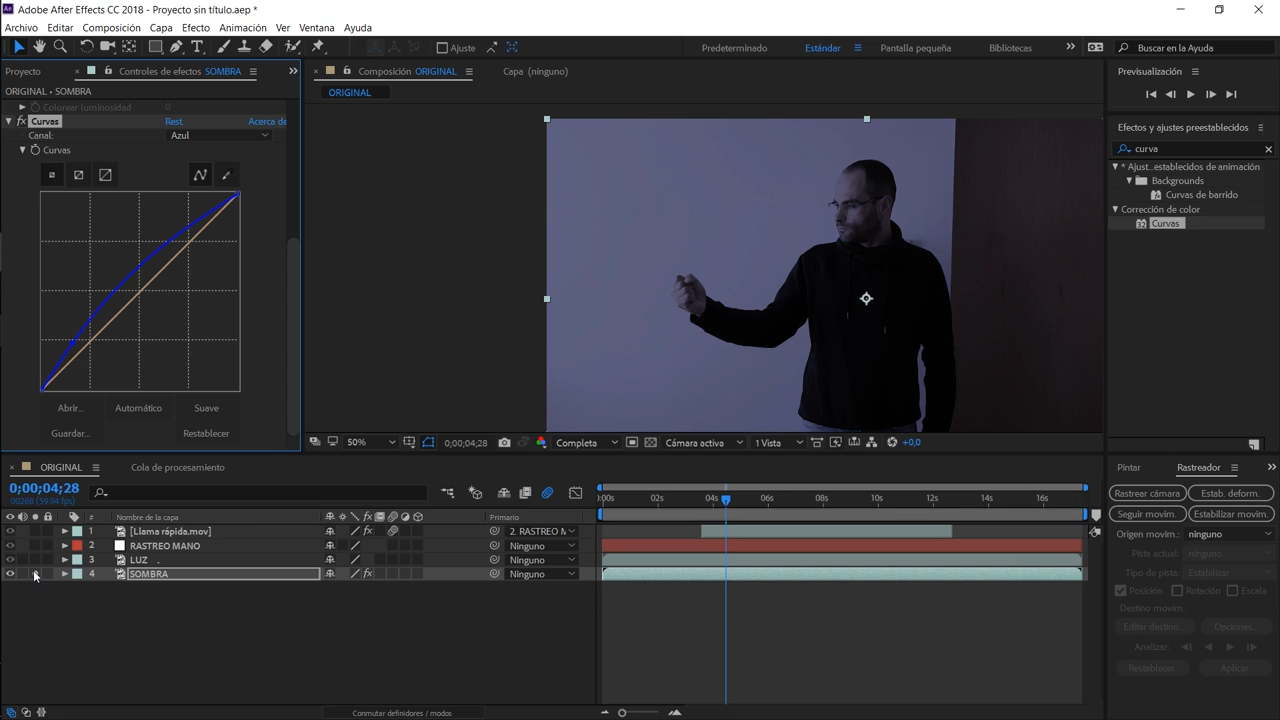 Ae Adobe After Effects CC 2018 - Proyecto sin título.aep *
Archivo Editar Composición Capa Efecto Animación Ver Ventana Ayuda
Ajuste Predeterminado Estándar Pantalla pequeña Bibliotecas Buscar en la Ayuda
Proyecto Controles de efectos SOMBRA Composición ORIGINAL Capa (ninguno) Previsualización
ORIGINAL • SOMBRA ORIGINAL
Colorear luminosidad 0
fx Curvas Rest. Acerca de
Canal: Azul
Curvas
Efectos y ajustes preestablecidos
curva
* Ajust...establecidos de animación
Backgrounds
Curvas de barrido
Corrección de color
32 Curvas
Abrir... Automático Suave
Guardar... Restablecer
50% 0;00;04;28 Completa Cámara activa 1 Vista +0,0
ORIGINAL Cola de procesamiento Pintar Rastreador
0;00;04;28
00288 (59.94 fps)
):00s 02s 04s 06s 08s 10s 12s 14s 16s
# Nombre de la capa fx Primario
1 [Llama rápida.mov] fx 2. RASTREO M
2 RASTREO MANO Ninguno
3 LUZ . Ninguno
4 SOMBRA fx Ninguno
Rastrear cámara Estab. deform.
Seguir movim. Estabilizar movim.
Origen movim.: ninguno
Pista actual: ninguno
Tipo de pista: Estabilizar
Posición Rotación Escala
Destino movim.:
Editar destino... Opciones...
Analizar:
Restablecer Aplicar
Conmutar definidores / modos